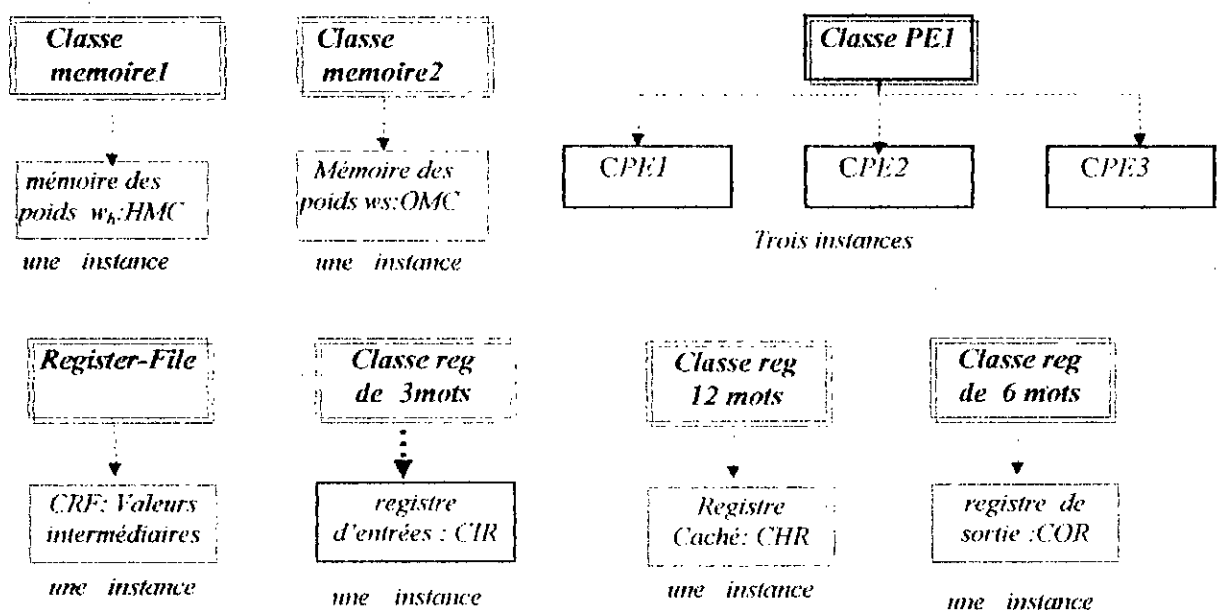 Classe
memoire1
Classe
memoire2
Classe PE1
mémoire des
poids wh:HMC
Mémoire des
poids ws:OMC
CPE1
CPE2
CPE3
une instance
une instance
Trois instances
Register-File
Classe reg
de 3mots
Classe reg
12 mots
Classe reg
de 6 mots
CRF: Valeurs
intermédiaires
registre
d'entrées : CIR
Registre
Caché: CHR
registre de
sortie :COR
une instance
une instance
une instance
une instance